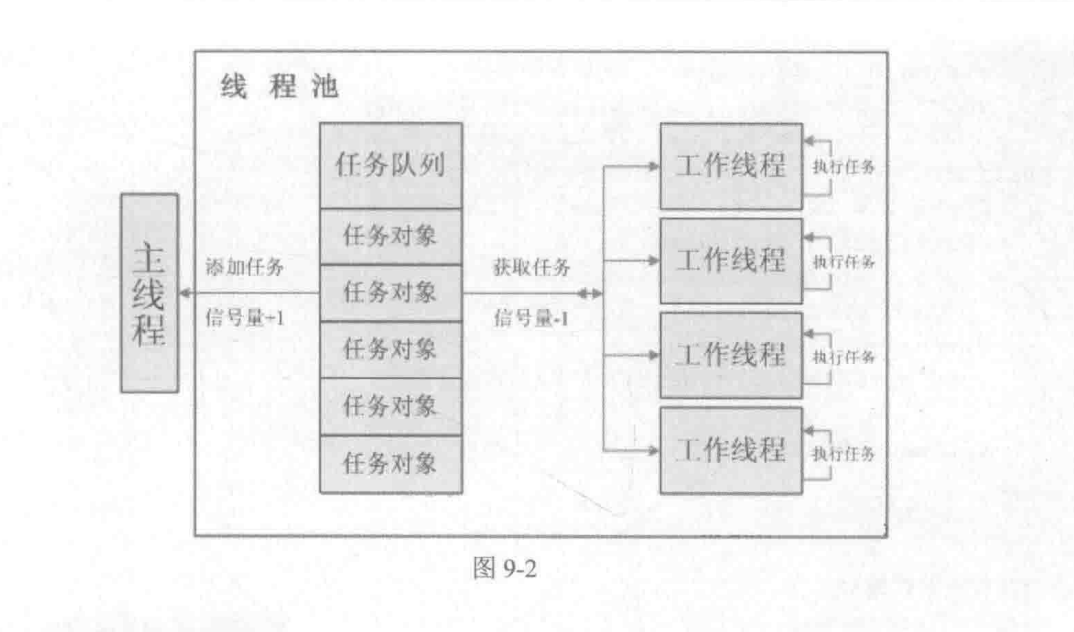 线程池
主线程
添加任务
信号量+1
任务队列
任务对象
任务对象
任务对象
任务对象
任务对象
获取任务
信号量-1
工作线程
执行任务
工作线程
执行任务
工作线程
执行任务
工作线程
执行任务
图 9-2